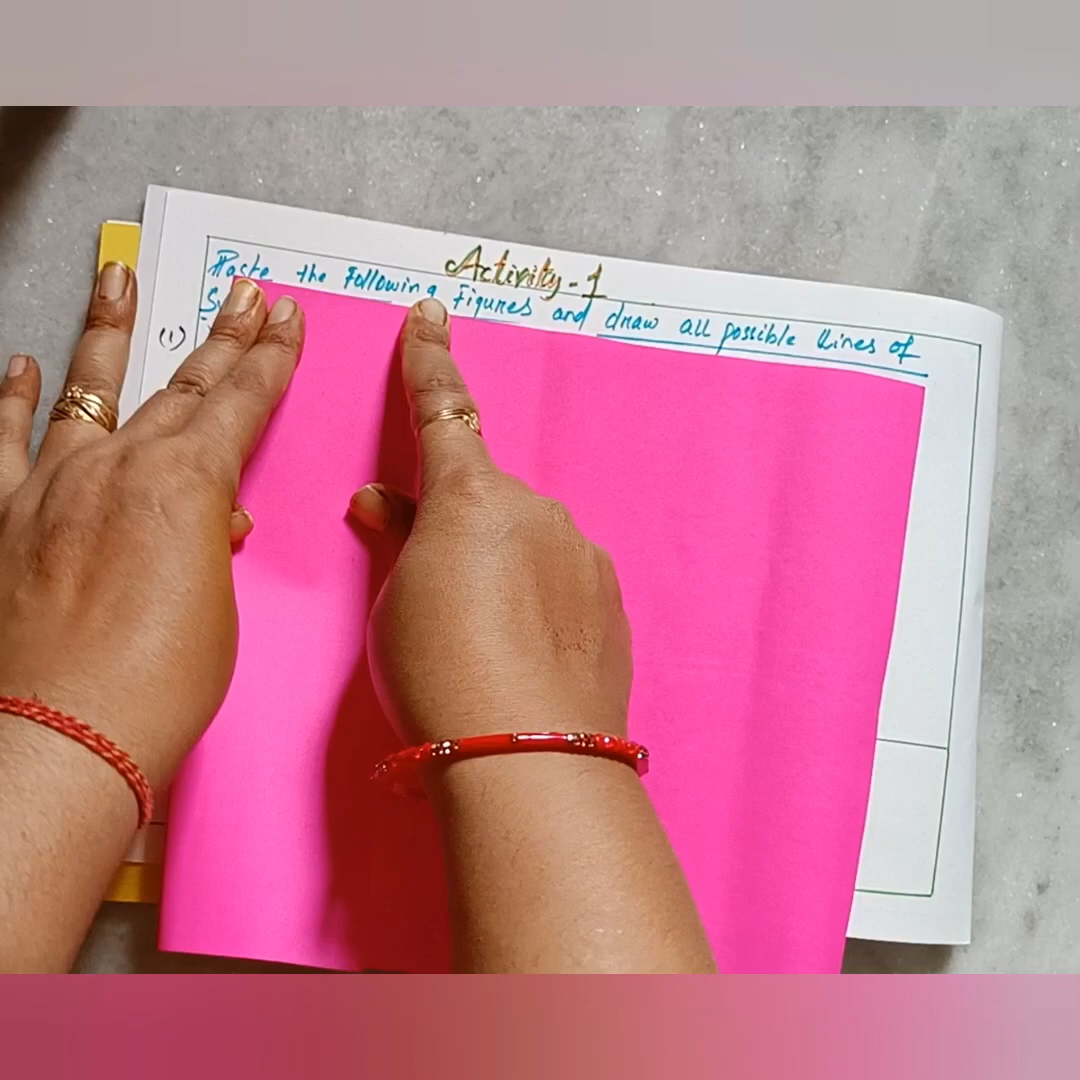 Activity-1
Paste the Following Figures and draw all possible lines of
(1)